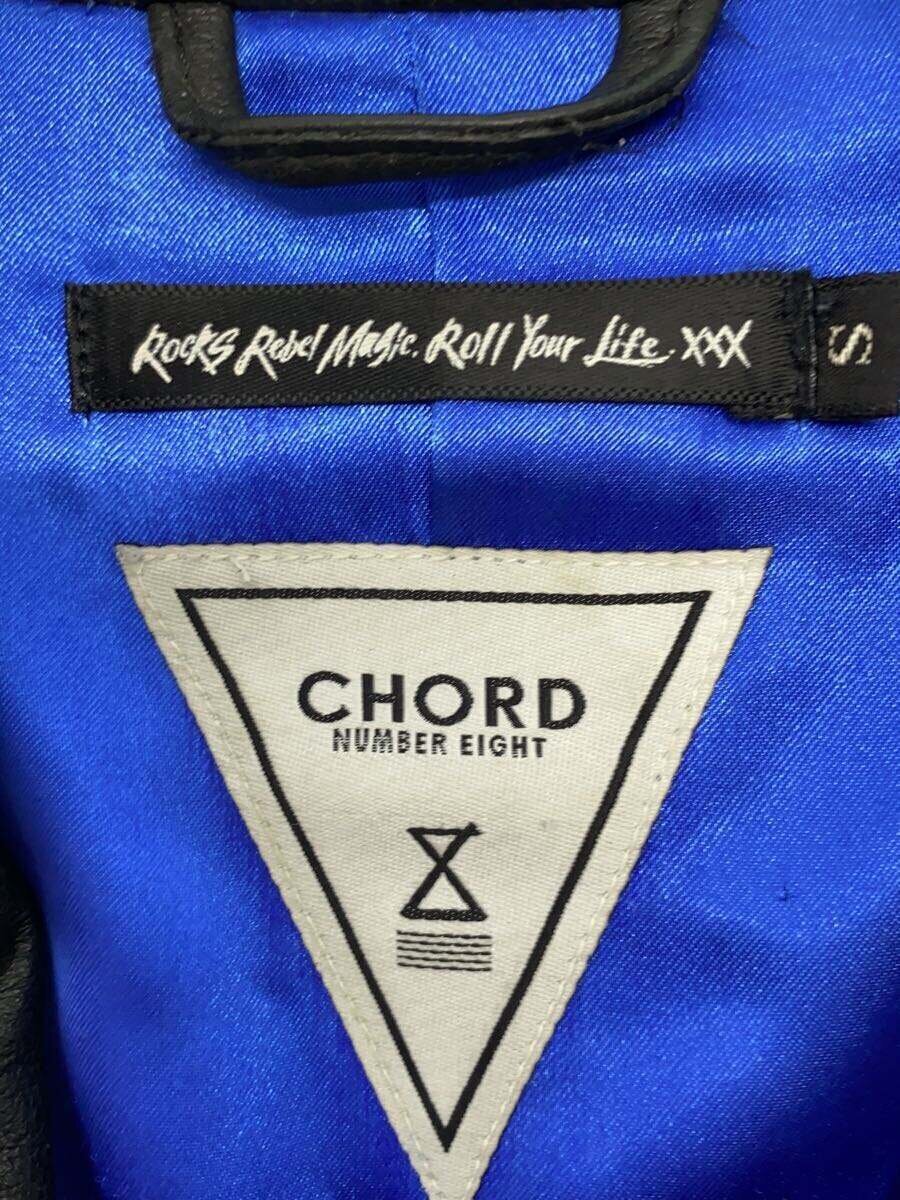 Rocks Rebel Magic. Roll Your Life XXX
S
CHORD
NUMBER EIGHT